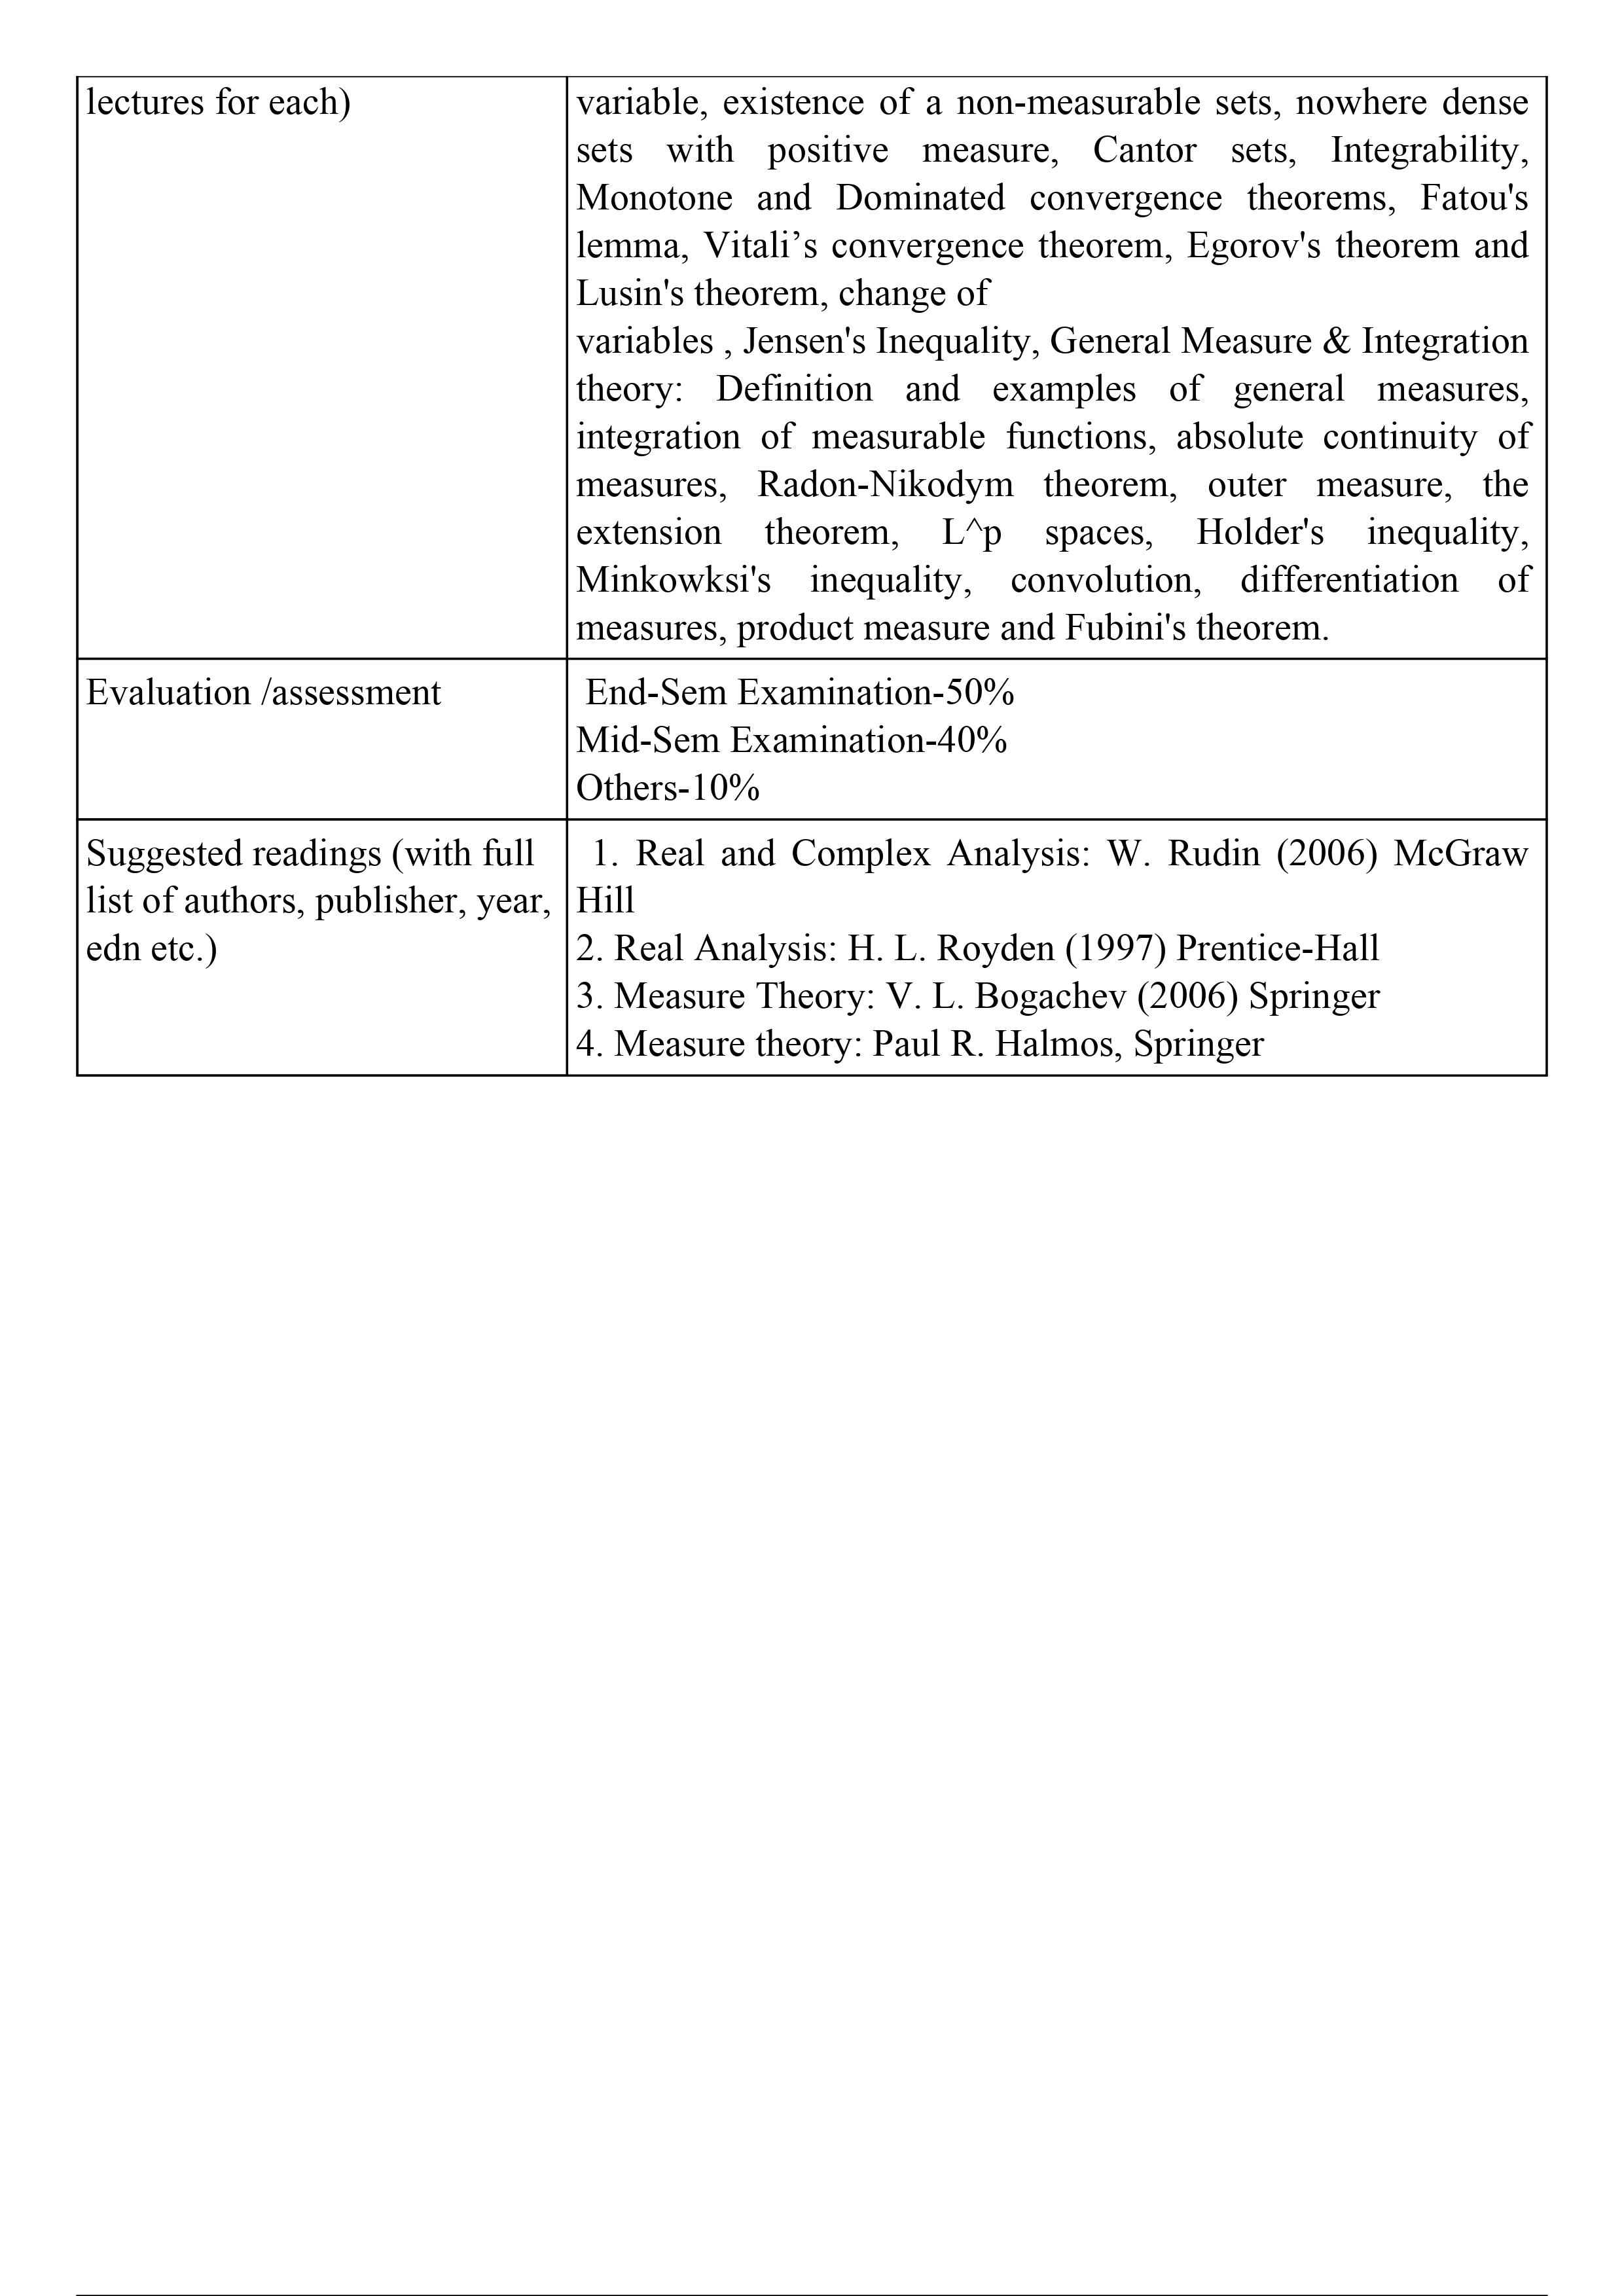 lectures for each)
variable, existence of a non-measurable sets, nowhere dense
sets with positive measure, Cantor sets, Integrability,
Monotone and Dominated convergence theorems, Fatou's
lemma, Vitali’s convergence theorem, Egorov's theorem and
Lusin's theorem, change of
variables , Jensen's Inequality, General Measure & Integration
theory: Definition and examples of general measures,
integration of measurable functions, absolute continuity of
measures, Radon-Nikodym theorem, outer measure, the
extension theorem, L^p spaces, Holder's inequality,
Minkowksi's inequality, convolution, differentiation of
measures, product measure and Fubini's theorem.
Evaluation /assessment
End-Sem Examination-50%
Mid-Sem Examination-40%
Others-10%
Suggested readings (with full
list of authors, publisher, year,
edn etc.)
1. Real and Complex Analysis: W. Rudin (2006) McGraw
Hill
2. Real Analysis: H. L. Royden (1997) Prentice-Hall
3. Measure Theory: V. L. Bogachev (2006) Springer
4. Measure theory: Paul R. Halmos, Springer